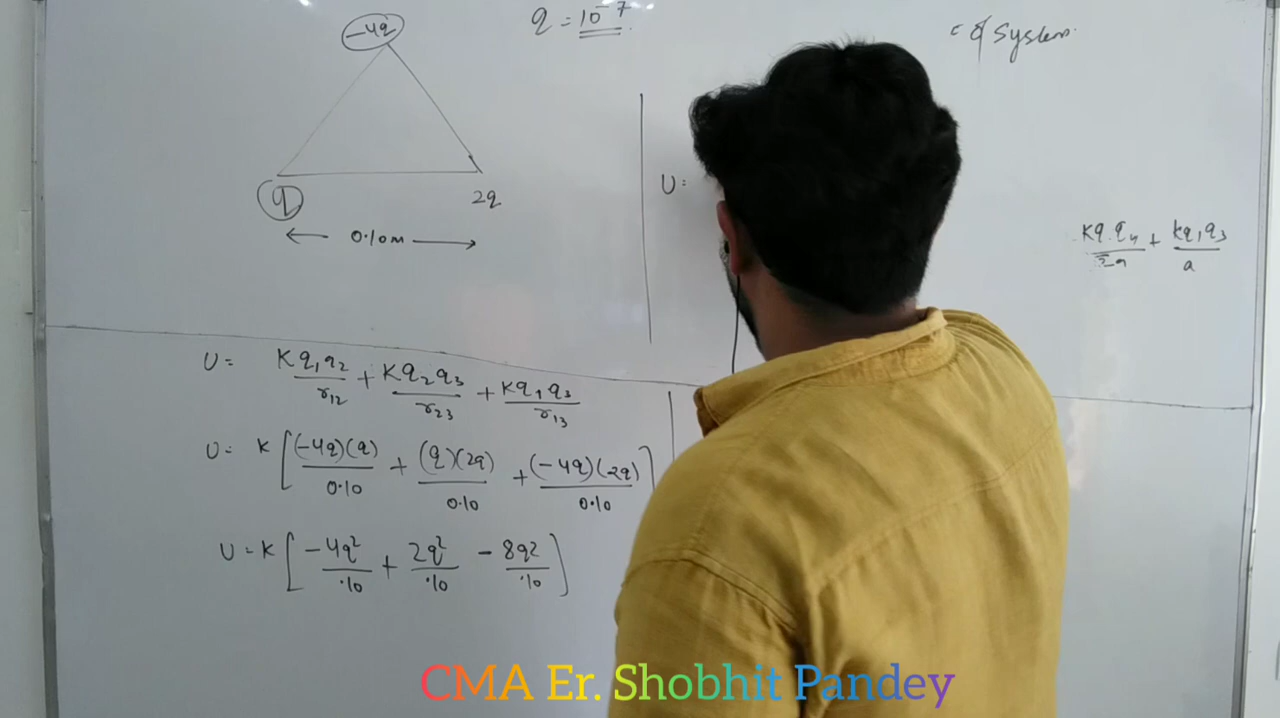 -4q
q = 10⁻⁷.
of System.
q
2q
0.10m
U =
Kq₁q₄/2a + Kq₁q₃/a
U = Kq₁q₂/r₁₂ + Kq₂q₃/r₂₃ + Kq₁q₃/r₁₃
U = K [ (-4q)(q)/0.10 + (q)(2q)/0.10 + (-4q)(2q)/0.10 ]
U = K [ -4q²/.10 + 2q²/.10 - 8q2/.10 ]
CMA Er. Shobhit Pandey